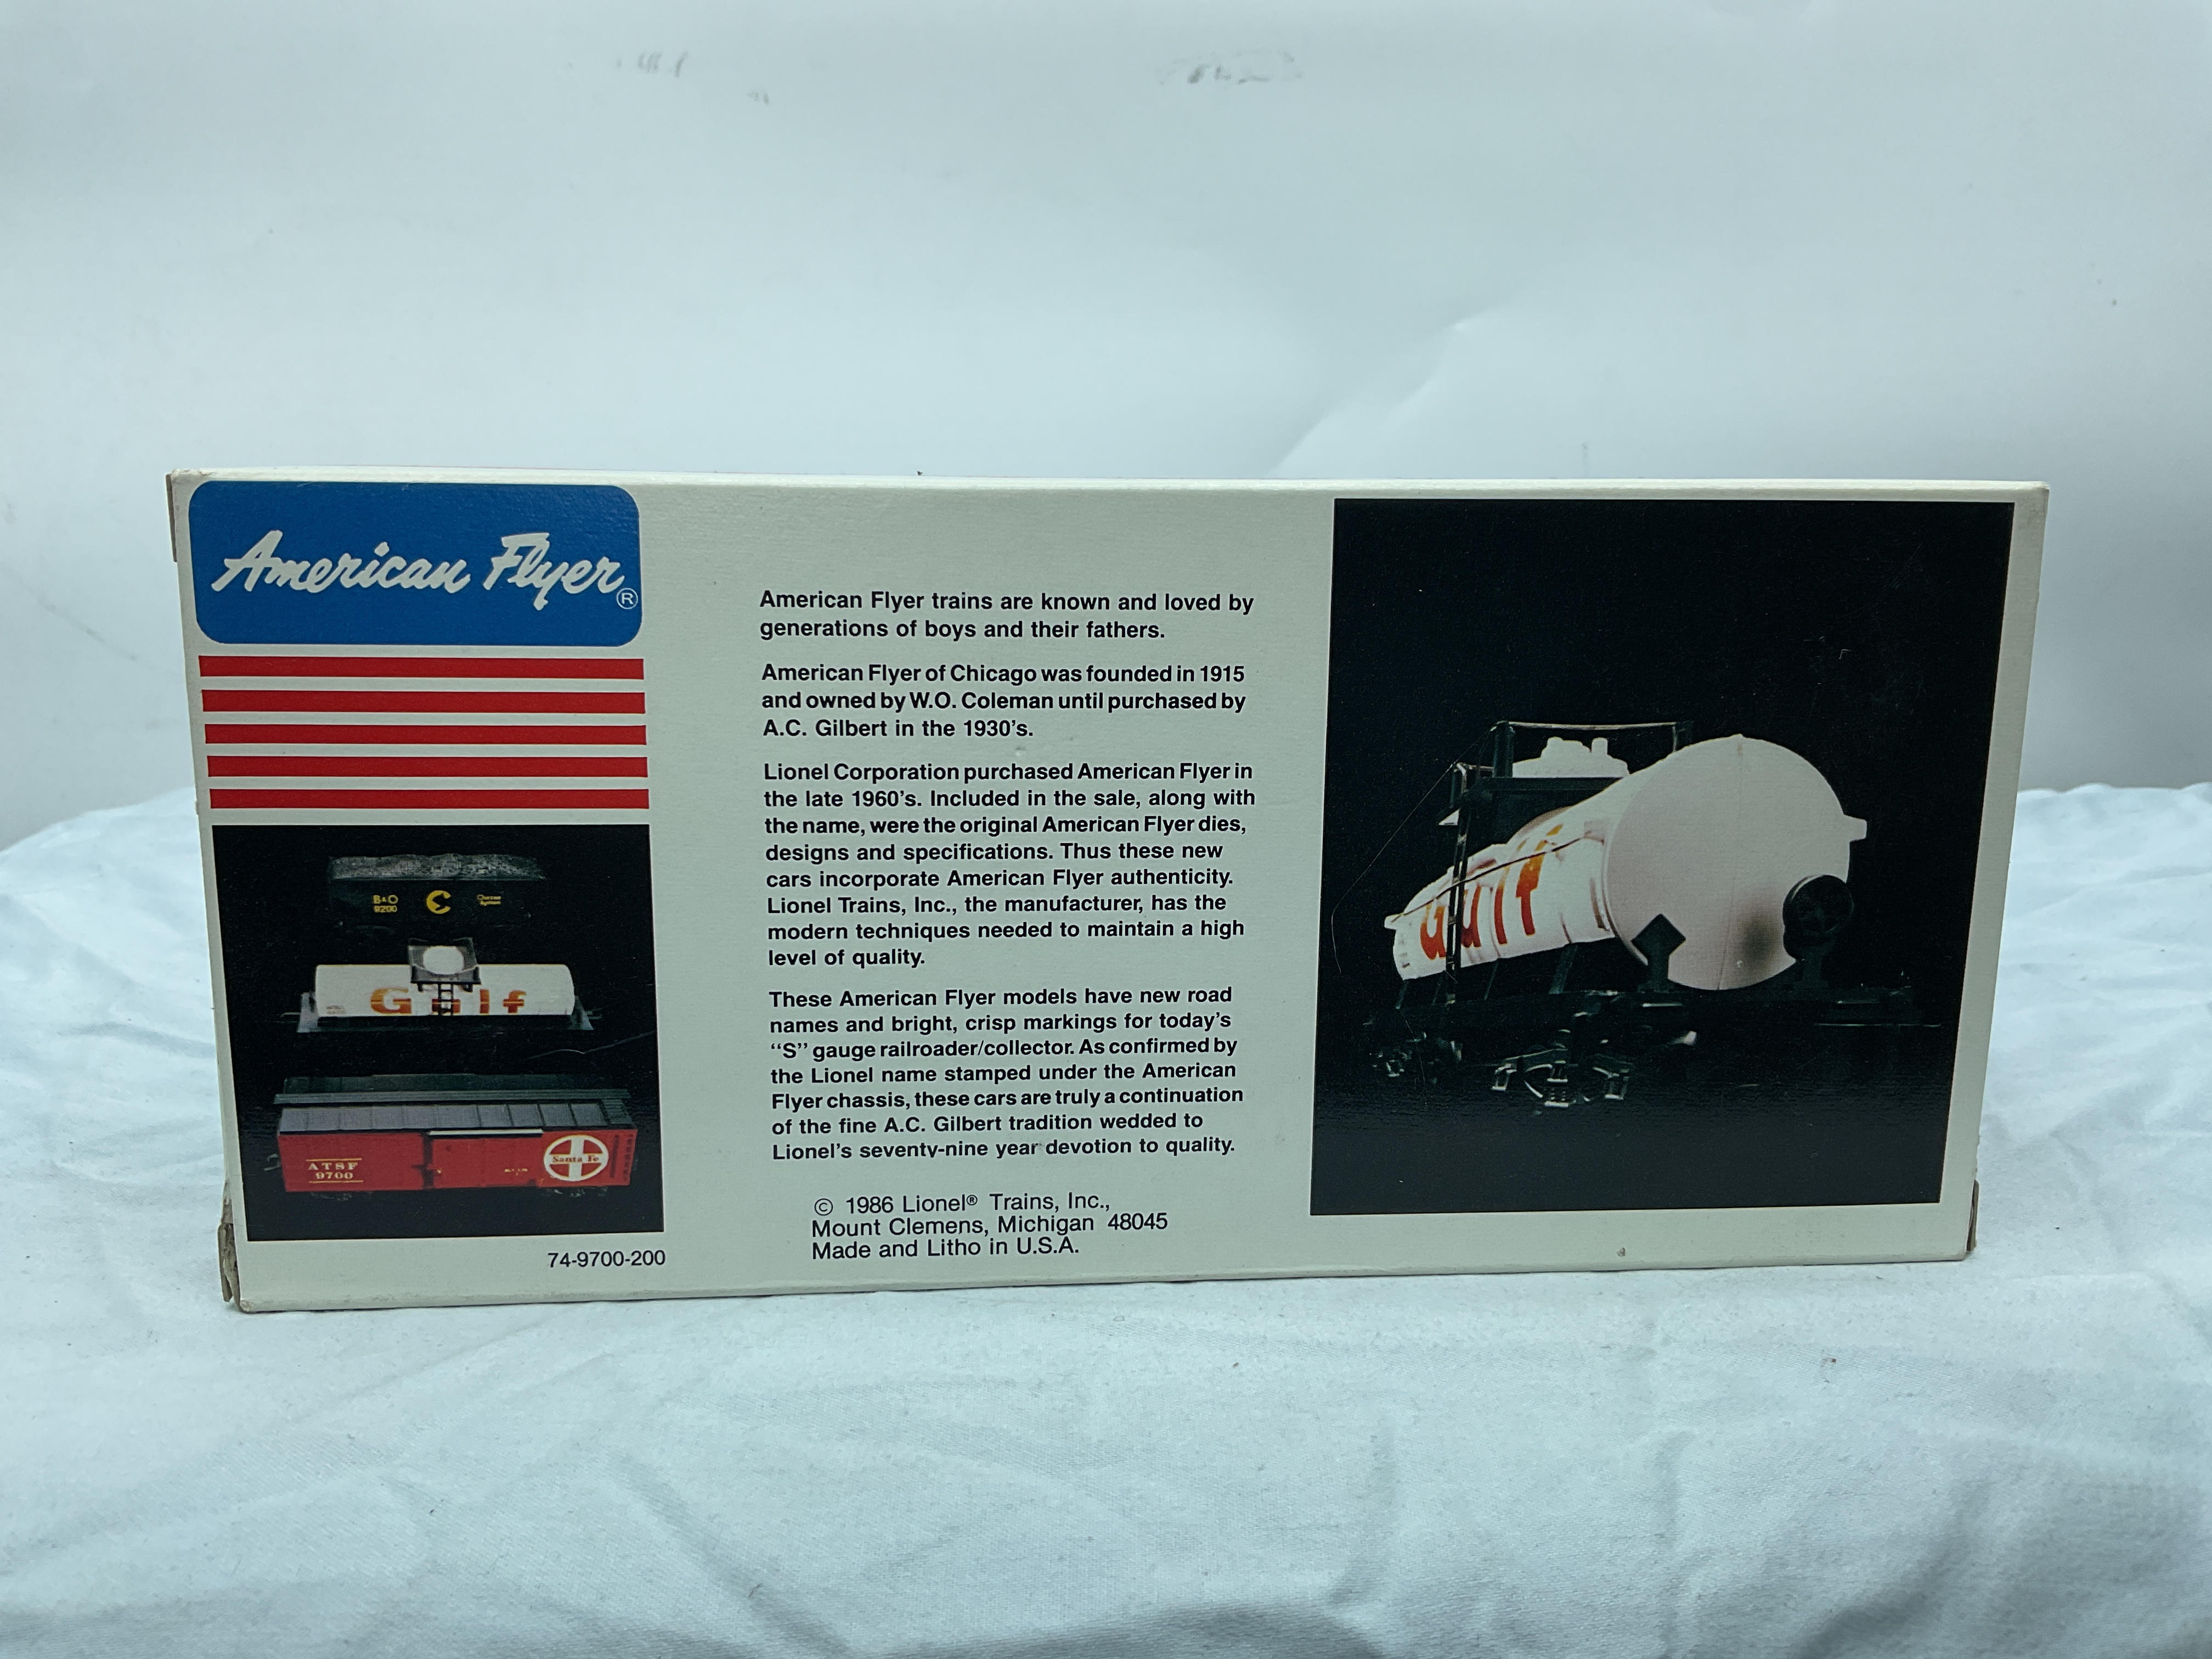 American Flyer®
B&O
9200
Chessie
System
Gulf
ATSF
9700
Santa Fe
74-9700-200
American Flyer trains are known and loved by
generations of boys and their fathers.
American Flyer of Chicago was founded in 1915
and owned by W.O. Coleman until purchased by
A.C. Gilbert in the 1930's.
Lionel Corporation purchased American Flyer in
the late 1960's. Included in the sale, along with
the name, were the original American Flyer dies,
designs and specifications. Thus these new
cars incorporate American Flyer authenticity.
Lionel Trains, Inc., the manufacturer, has the
modern techniques needed to maintain a high
level of quality.
These American Flyer models have new road
names and bright, crisp markings for today's
“S” gauge railroader/collector. As confirmed by
the Lionel name stamped under the American
Flyer chassis, these cars are truly a continuation
of the fine A.C. Gilbert tradition wedded to
Lionel's seventy-nine year devotion to quality.
© 1986 Lionel® Trains, Inc.,
Mount Clemens, Michigan 48045
Made and Litho in U.S.A.
Gulf